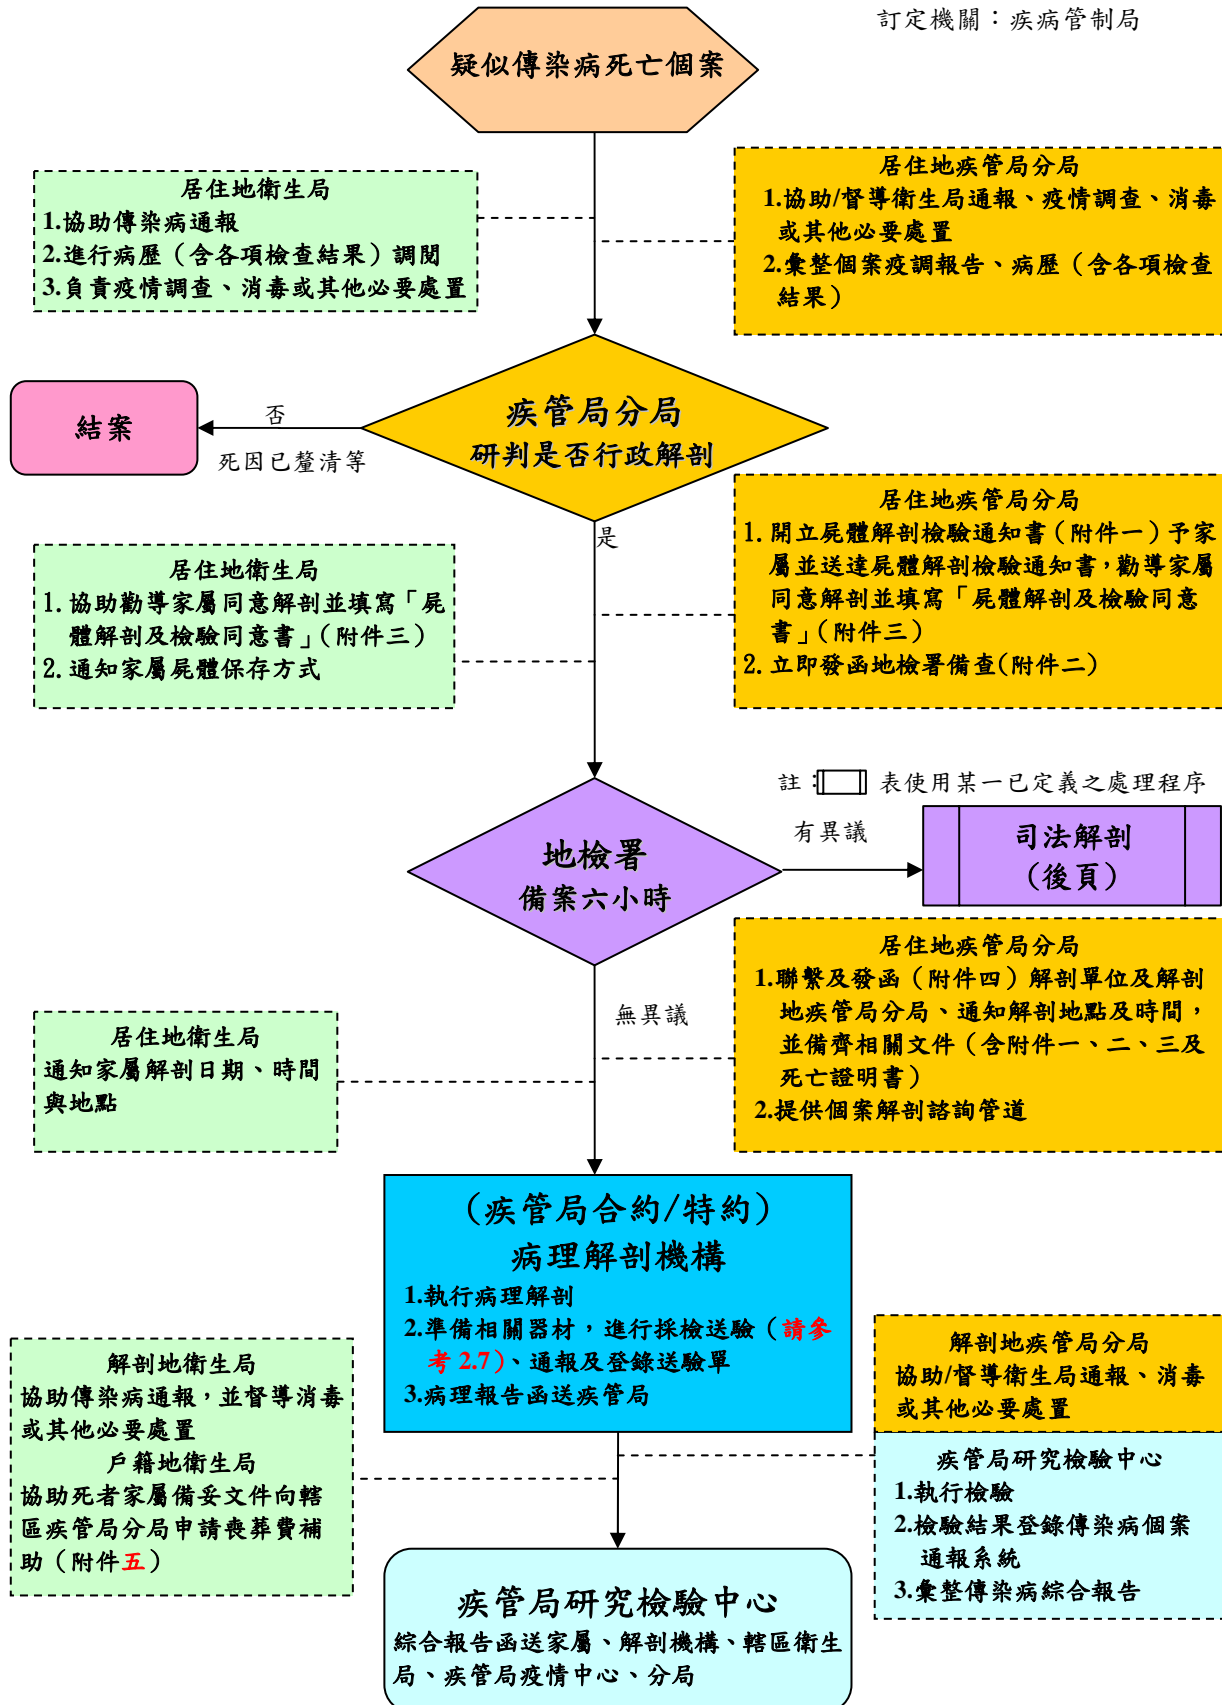 訂定機關：疾病管制局
疑似傳染病死亡個案
居住地衛生局
1.協助傳染病通報
2.進行病歷（含各項檢查結果）調閱
3.負責疫情調查、消毒或其他必要處置
居住地疾管局分局
1.協助/督導衛生局通報、疫情調查、消毒
或其他必要處置
2.彙整個案疫調報告、病歷（含各項檢查
結果）
結案
否
死因已釐清等
疾管局分局
研判是否行政解剖
是
居住地衛生局
1. 協助勸導家屬同意解剖並填寫「屍
體解剖及檢驗同意書」（附件三）
2. 通知家屬屍體保存方式
居住地疾管局分局
1. 開立屍體解剖檢驗通知書（附件一）予家
屬並送達屍體解剖檢驗通知書，勸導家屬
同意解剖並填寫「屍體解剖及檢驗同意
書」（附件三）
2. 立即發函地檢署備查(附件二）
註： 表使用某一已定義之處理程序
地檢署
備案六小時
有異議
司法解剖
（後頁）
無異議
居住地衛生局
通知家屬解剖日期、時間
與地點
居住地疾管局分局
1.聯繫及發函（附件四）解剖單位及解剖
地疾管局分局、通知解剖地點及時間，
並備齊相關文件（含附件一、二、三及
死亡證明書）
2.提供個案解剖諮詢管道
（疾管局合約/特約）
病理解剖機構
1.執行病理解剖
2.準備相關器材，進行採檢送驗（請參
考 2.7）、通報及登錄送驗單
3.病理報告函送疾管局
解剖地衛生局
協助傳染病通報，並督導消毒
或其他必要處置
戶籍地衛生局
協助死者家屬備妥文件向轄
區疾管局分局申請喪葬費補
助（附件五）
解剖地疾管局分局
協助/督導衛生局通報、消毒
或其他必要處置
疾管局研究檢驗中心
1.執行檢驗
2.檢驗結果登錄傳染病個案
通報系統
3.彙整傳染病綜合報告
疾管局研究檢驗中心
綜合報告函送家屬、解剖機構、轄區衛生
局、疾管局疫情中心、分局